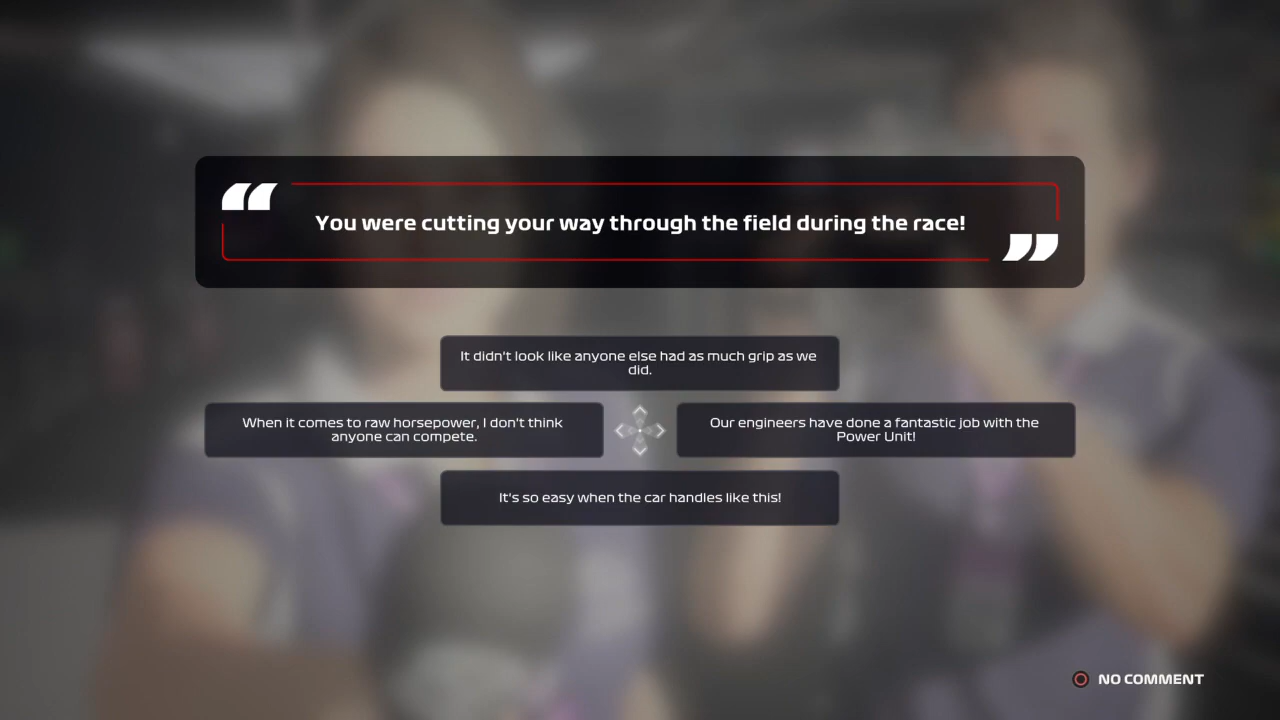 You were cutting your way through the field during the race!
It didn't look like anyone else had as much grip as we
did.
When it comes to raw horsepower, I don't think
anyone can compete.
Our engineers have done a fantastic job with the
Power Unit!
It's so easy when the car handles like this!
NO COMMENT